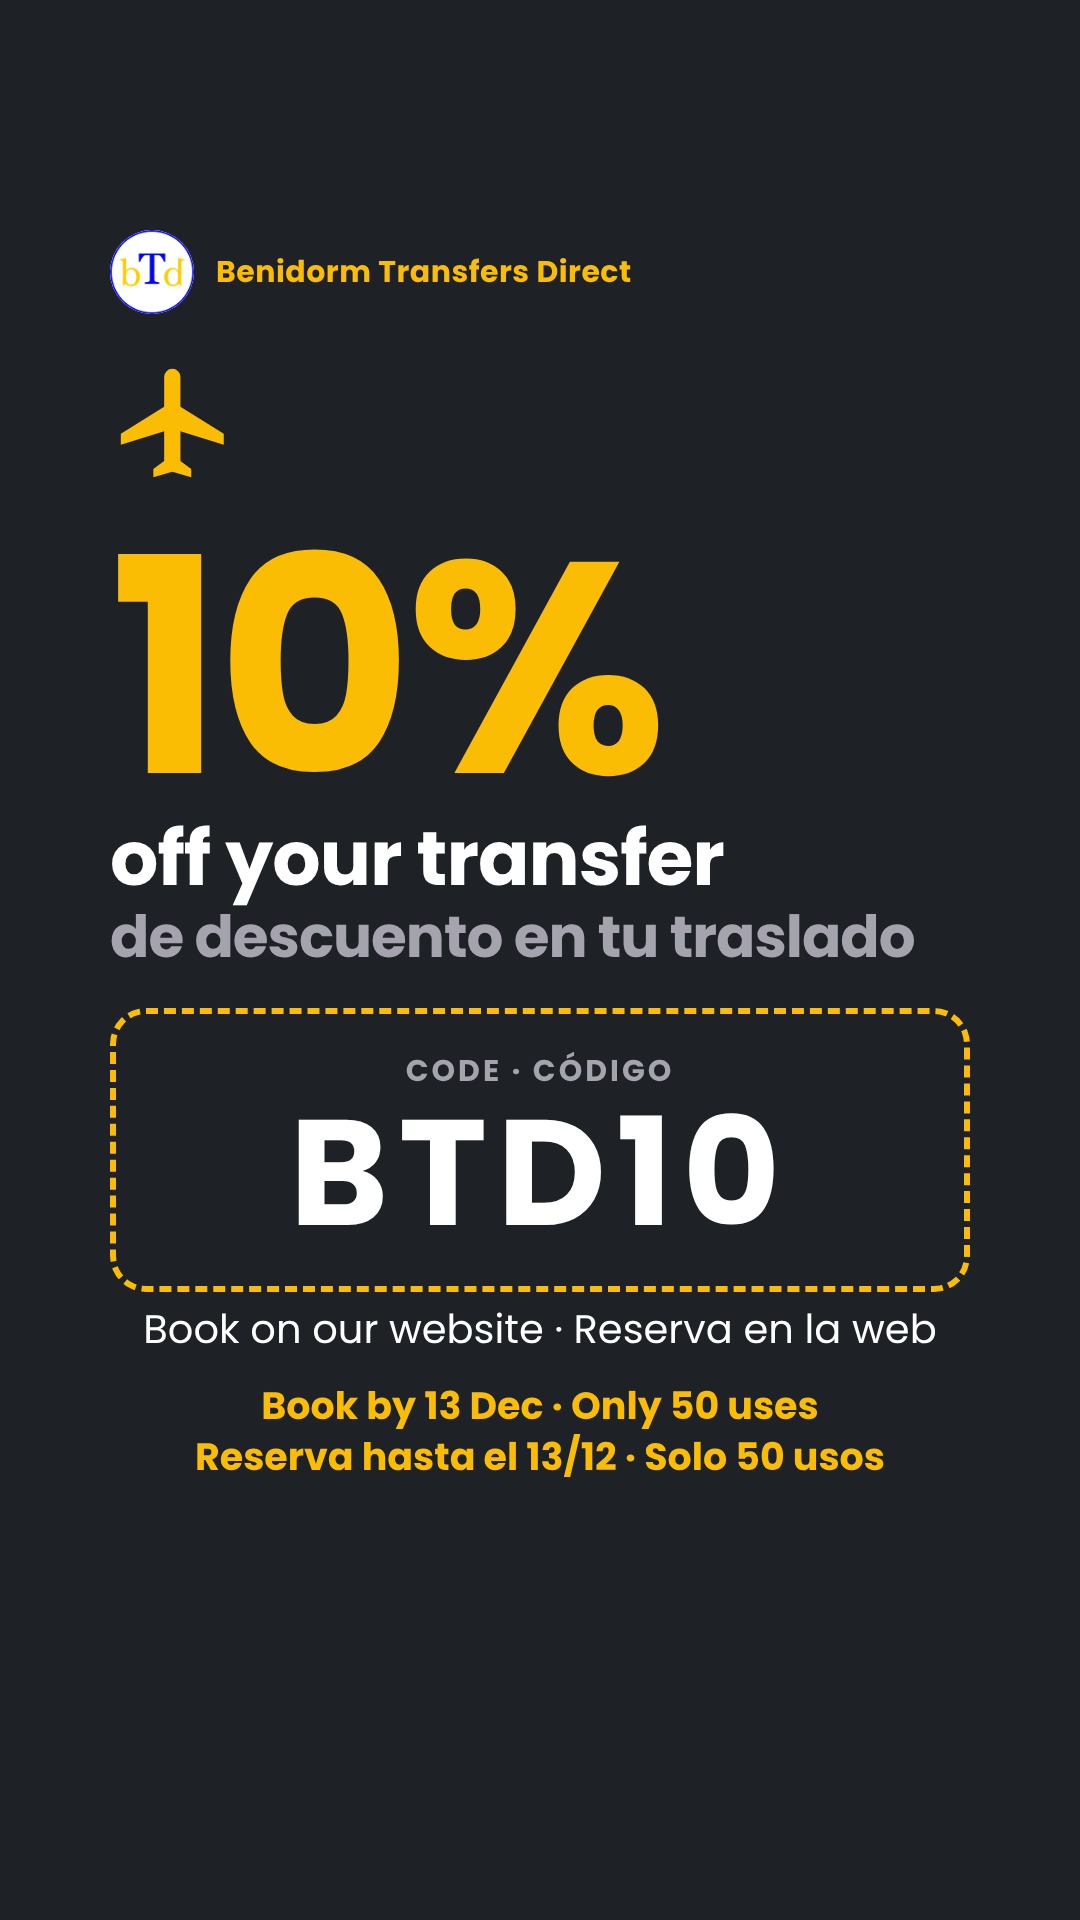 bTd
Benidorm Transfers Direct
10%
off your transfer
de descuento en tu traslado
CODE · CÓDIGO
BTD10
Book on our website · Reserva en la web
Book by 13 Dec · Only 50 uses
Reserva hasta el 13/12 · Solo 50 usos